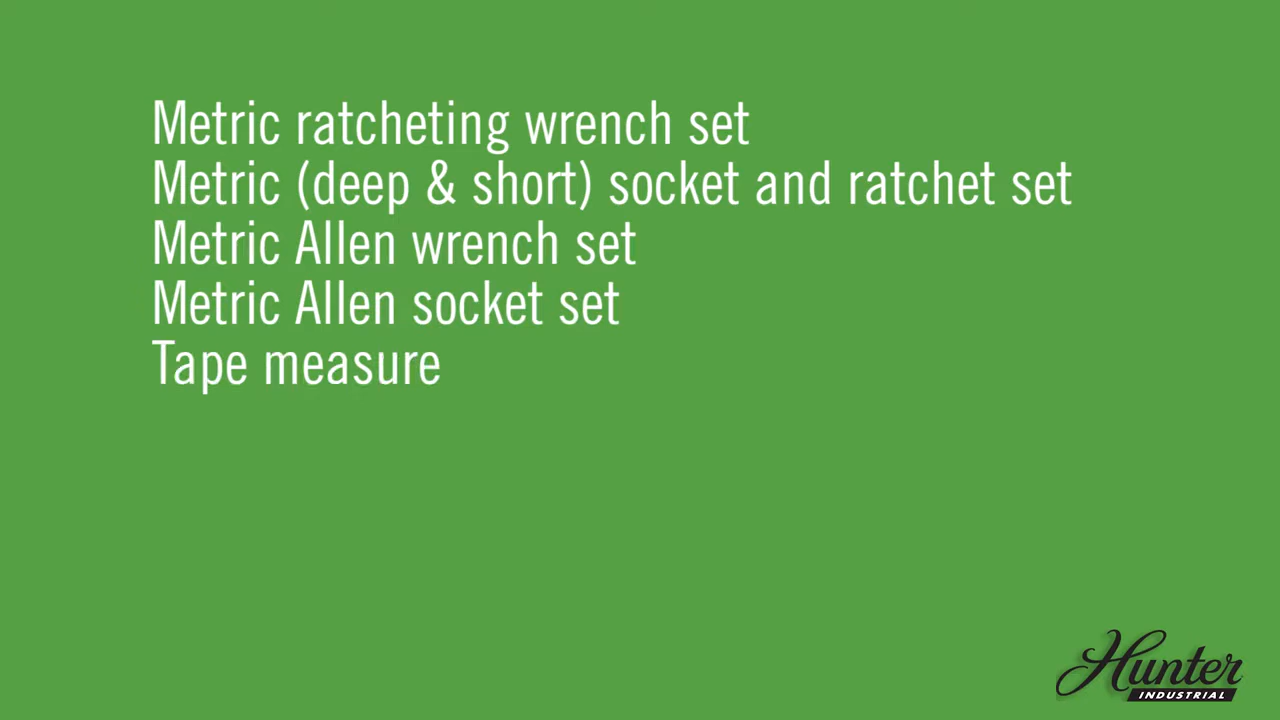 Metric ratcheting wrench set
Metric (deep & short) socket and ratchet set
Metric Allen wrench set
Metric Allen socket set
Tape measure
Hunter
INDUSTRIAL